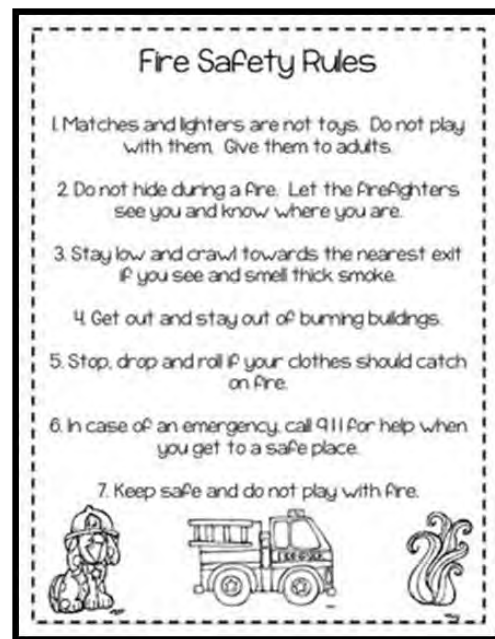 Fire Safety Rules
1. Matches and lighters are not toys. Do not play
with them. Give them to adults.
2. Do not hide during a fire. Let the firefighters
see you and know where you are.
3. Stay low and crawl towards the nearest exit
if you see and smell thick smoke.
4. Get out and stay out of burning buildings.
5. Stop, drop and roll if your clothes should catch
on fire.
6. In case of an emergency, call 911 for help when
you get to a safe place.
7. Keep safe and do not play with fire.